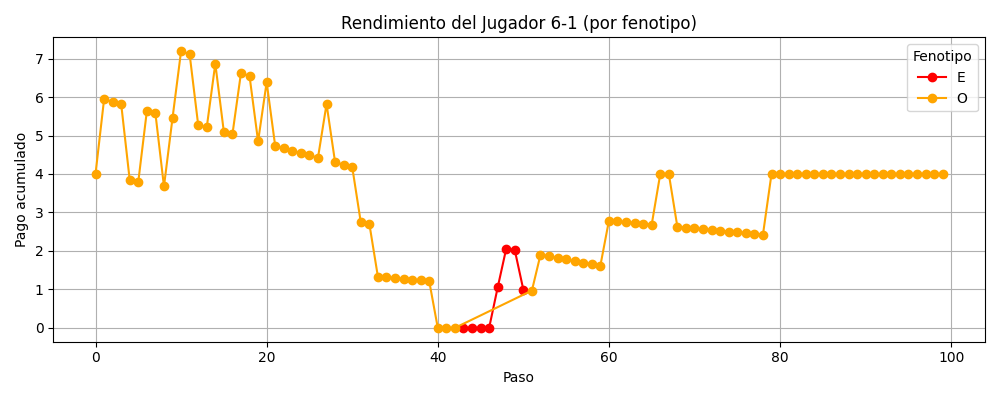 Rendimiento del Jugador 6-1 (por fenotipo)
Pago acumulado
7
6
5
4
3
2
1
0
0
20
40
60
80
100
Paso
Fenotipo
E
O